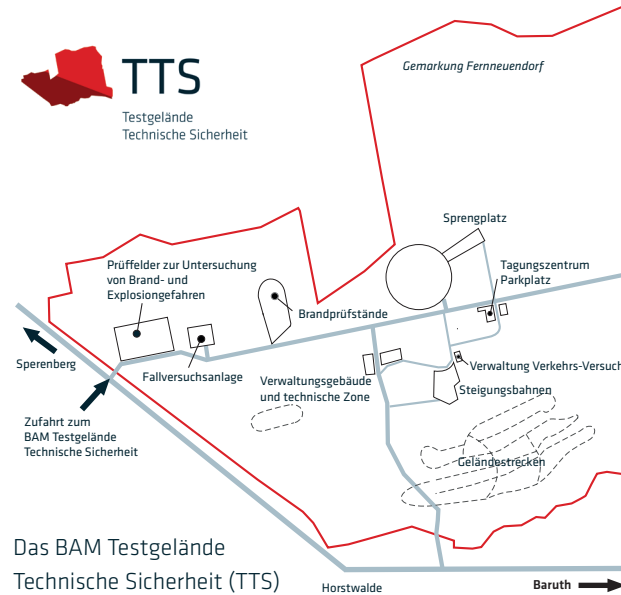 TTS
Testgelände
Technische Sicherheit
Gemarkung Fernneuendorf
Sprengplatz
Prüffelder zur Untersuchung
von Brand- und
Explosiongefahren
Tagungszentrum
Parkplatz
Brandprüfstände
Sperenberg
Fallversuchsanlage
Verwaltungsgebäude
und technische Zone
Verwaltung Verkehrs-Versuch
Steigungsbahnen
Zufahrt zum
BAM Testgelände
Technische Sicherheit
Geländestrecken
Das BAM Testgelände
Technische Sicherheit (TTS)
Horstwalde
Baruth